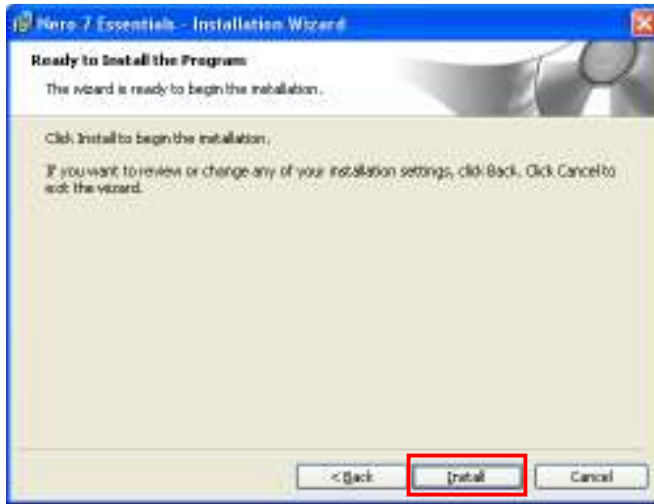 Nero 7 Essentials - Installation Wizard
Ready to Install the Program
The wizard is ready to begin the installation.
Click Install to begin the installation.
If you want to review or change any of your installation settings, click Back. Click Cancel to
exit the wizard.
< Back
Install
Cancel